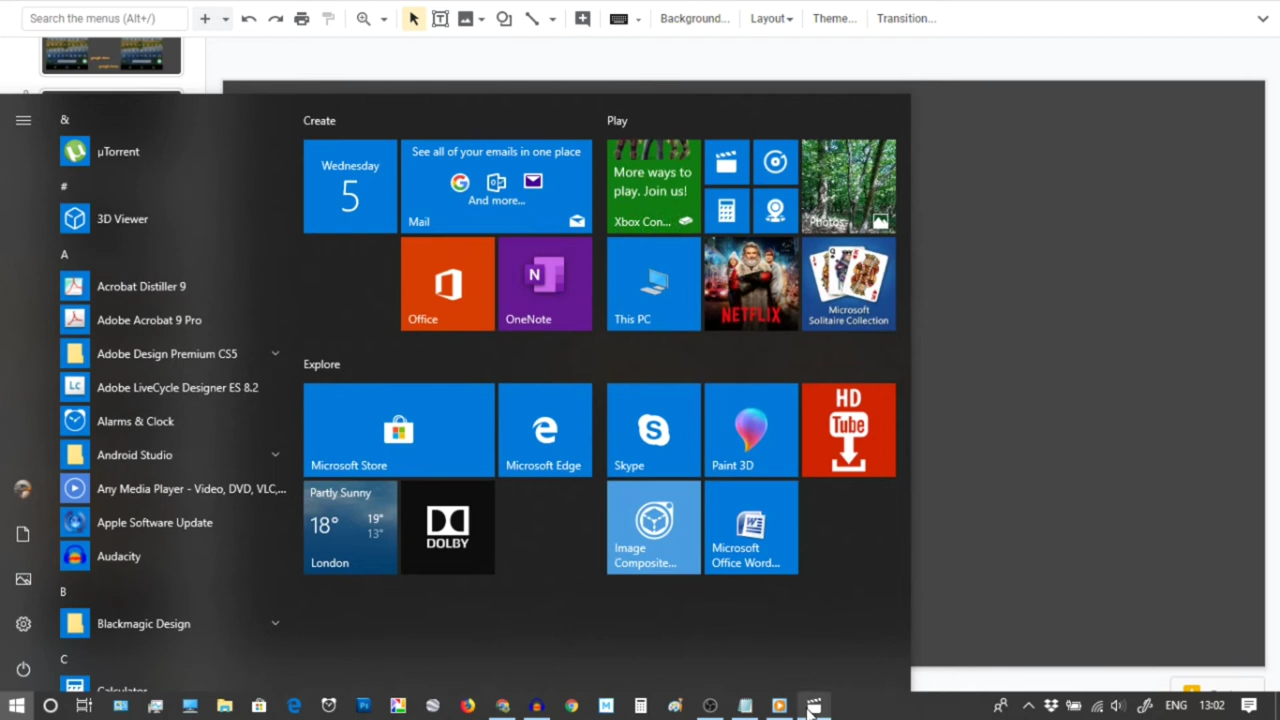 Search the menus (Alt+/)
Background...
Layout
Theme...
Transition...
&
µTorrent
#
3D Viewer
A
Acrobat Distiller 9
Adobe Acrobat 9 Pro
Adobe Design Premium CS5
Adobe LiveCycle Designer ES 8.2
Alarms & Clock
Android Studio
Any Media Player - Video, DVD, VLC,...
Apple Software Update
Audacity
B
Blackmagic Design
C
Calculator
Create
Wednesday
5
See all of your emails in one place
And more...
Mail
Office
N
OneNote
Explore
Microsoft Store
Microsoft Edge
Partly Sunny
18°
19°
13°
London
DOLBY
Play
More ways to
play. Join us!
Xbox Con...
Photos
This PC
NETFLIX
Microsoft
Solitaire Collection
Skype
Paint 3D
HD
Tube
Image
Composite...
Microsoft
Office Word...
ENG
13:02